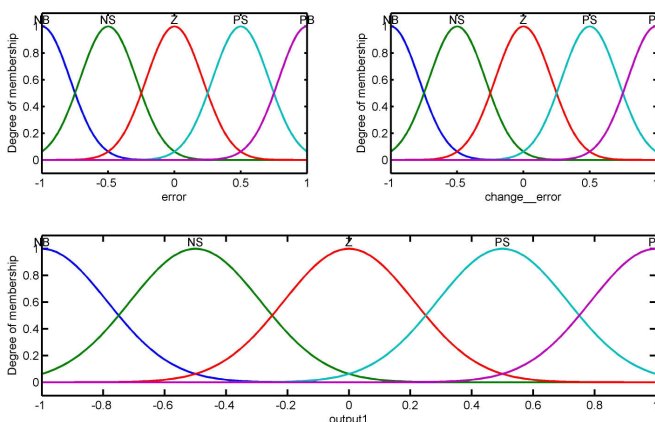 NB NS Z PS PB
1
0.8
0.6
0.4
0.2
0
Degree of membership
-1 -0.5 0 0.5 1
error
NB NS Z PS P
1
0.8
0.6
0.4
0.2
0
Degree of membership
-1 -0.5 0 0.5 1
change__error
NB NS Z PS P
1
0.8
0.6
0.4
0.2
0
Degree of membership
-1 -0.8 -0.6 -0.4 -0.2 0 0.2 0.4 0.6 0.8 1
output1